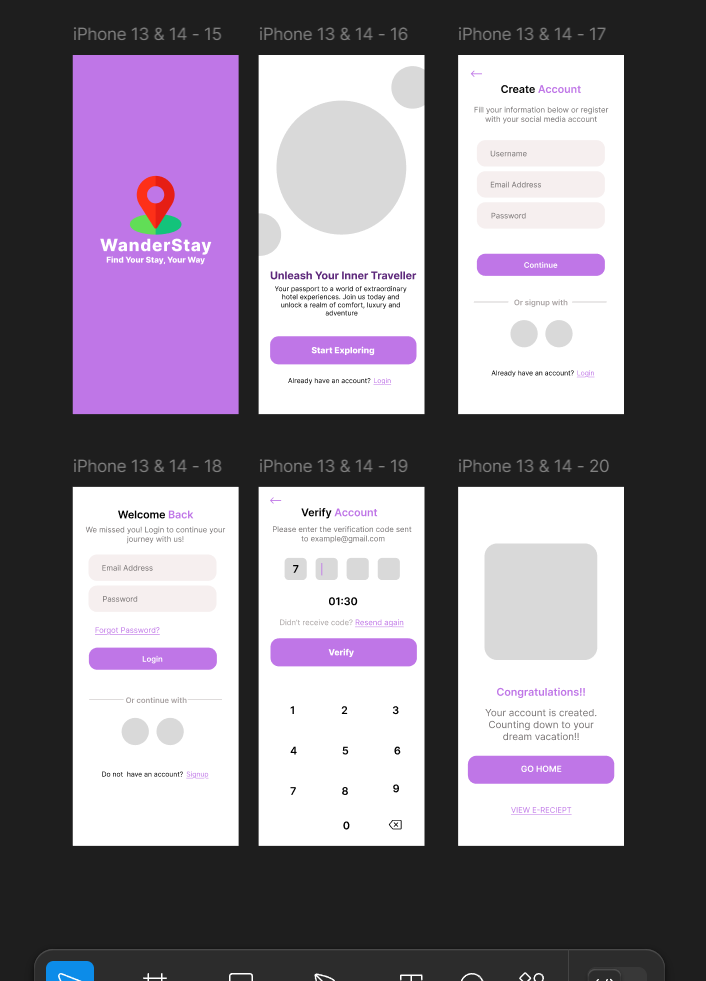 iPhone 13 & 14 - 15
iPhone 13 & 14 - 16
iPhone 13 & 14 - 17
WanderStay
Find Your Stay, Your Way
Unleash Your Inner Traveller
Your passport to a world of extraordinary
hotel experiences. Join us today and
unlock a realm of comfort, luxury and
adventure
Start Exploring
Already have an account? Login
Create Account
Fill your information below or register
with your social media account
Username
Email Address
Password
Continue
Or signup with
Already have an account? Login
iPhone 13 & 14 - 18
iPhone 13 & 14 - 19
iPhone 13 & 14 - 20
Welcome Back
We missed you! Login to continue your
journey with us!
Email Address
Password
Forgot Password?
Login
Or continue with
Do not have an account? Signup
Verify Account
Please enter the verification code sent
to example@gmail.com
7
01:30
Didn't receive code? Resend again
Verify
1 2 3
4 5 6
7 8 9
0
Congratulations!!
Your account is created.
Counting down to your
dream vacation!!
GO HOME
VIEW E-RECIEPT